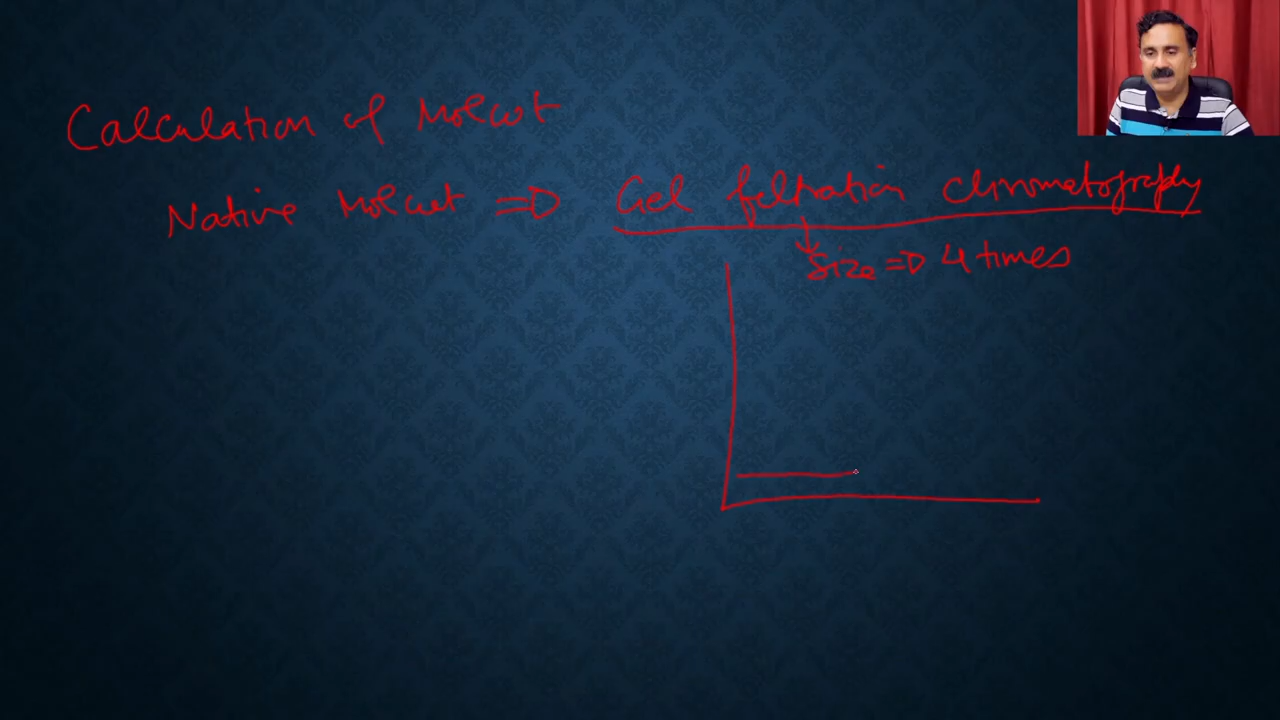 Calculation of Molwt
Native Molwt => Gel filtration chromatography
Size => 4 times